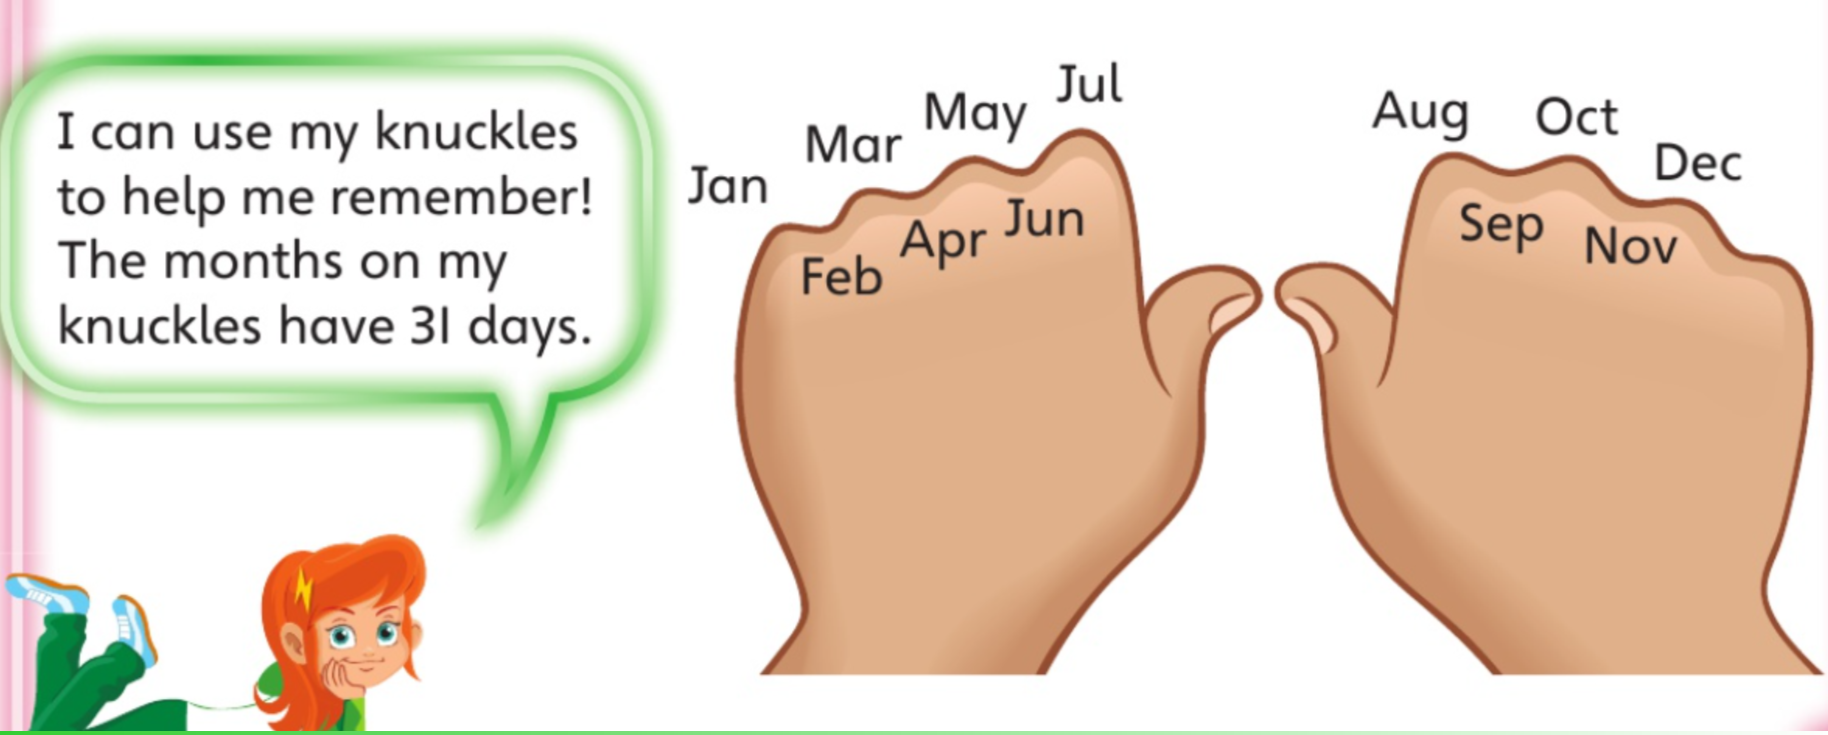 I can use my knuckles
to help me remember!
The months on my
knuckles have 31 days.
Jan
Feb
Mar
Apr
May
Jun
Jul
Aug
Sep
Oct
Nov
Dec